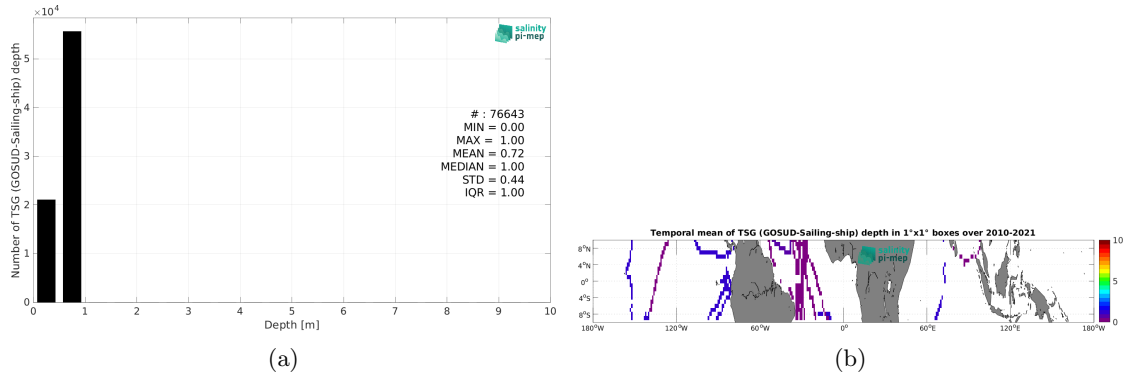 ×10⁴
salinity
pi-mep
Number of TSG (GOSUD-Sailing-ship) depth
5
4
3
2
1
0
# : 76643
MIN = 0.00
MAX = 1.00
MEAN = 0.72
MEDIAN = 1.00
STD = 0.44
IQR = 1.00
0 1 2 3 4 5 6 7 8 9 10
Depth [m]
(a)
Temporal mean of TSG (GOSUD-Sailing-ship) depth in 1°x1° boxes over 2010-2021
salinity
pi-mep
8°N
4°N
0°
4°S
8°S
180°W 120°W 60°W 0° 60°E 120°E 180°W
10
5
0
(b)